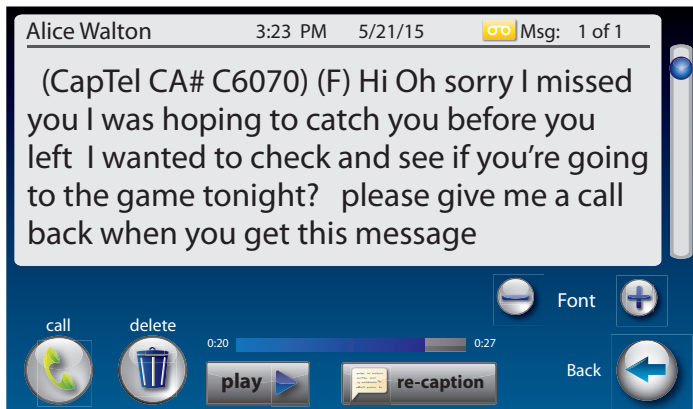 Alice Walton 3:23 PM 5/21/15 Msg: 1 of 1
(CapTel CA# C6070) (F) Hi Oh sorry I missed
you I was hoping to catch you before you
left I wanted to check and see if you’re going
to the game tonight? please give me a call
back when you get this message
Font
call delete
0:20 0:27
Back
play re-caption